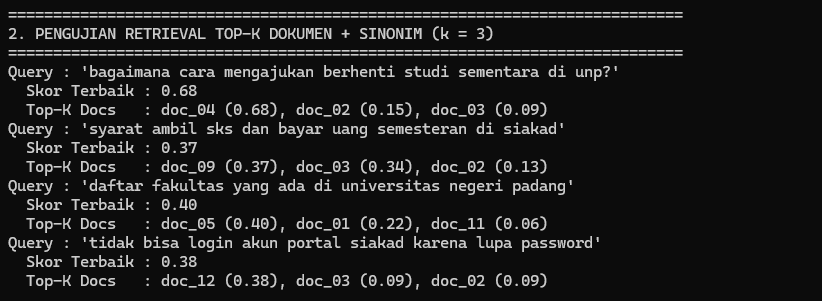 ===========================================================================
2. PENGUJIAN RETRIEVAL TOP-K DOKUMEN + SINONIM (k = 3)
===========================================================================
Query : 'bagaimana cara mengajukan berhenti studi sementara di unp?'
  Skor Terbaik : 0.68
  Top-K Docs   : doc_04 (0.68), doc_02 (0.15), doc_03 (0.09)
Query : 'syarat ambil sks dan bayar uang semesteran di siakad'
  Skor Terbaik : 0.37
  Top-K Docs   : doc_09 (0.37), doc_03 (0.34), doc_02 (0.13)
Query : 'daftar fakultas yang ada di universitas negeri padang'
  Skor Terbaik : 0.40
  Top-K Docs   : doc_05 (0.40), doc_01 (0.22), doc_11 (0.06)
Query : 'tidak bisa login akun portal siakad karena lupa password'
  Skor Terbaik : 0.38
  Top-K Docs   : doc_12 (0.38), doc_03 (0.09), doc_02 (0.09)